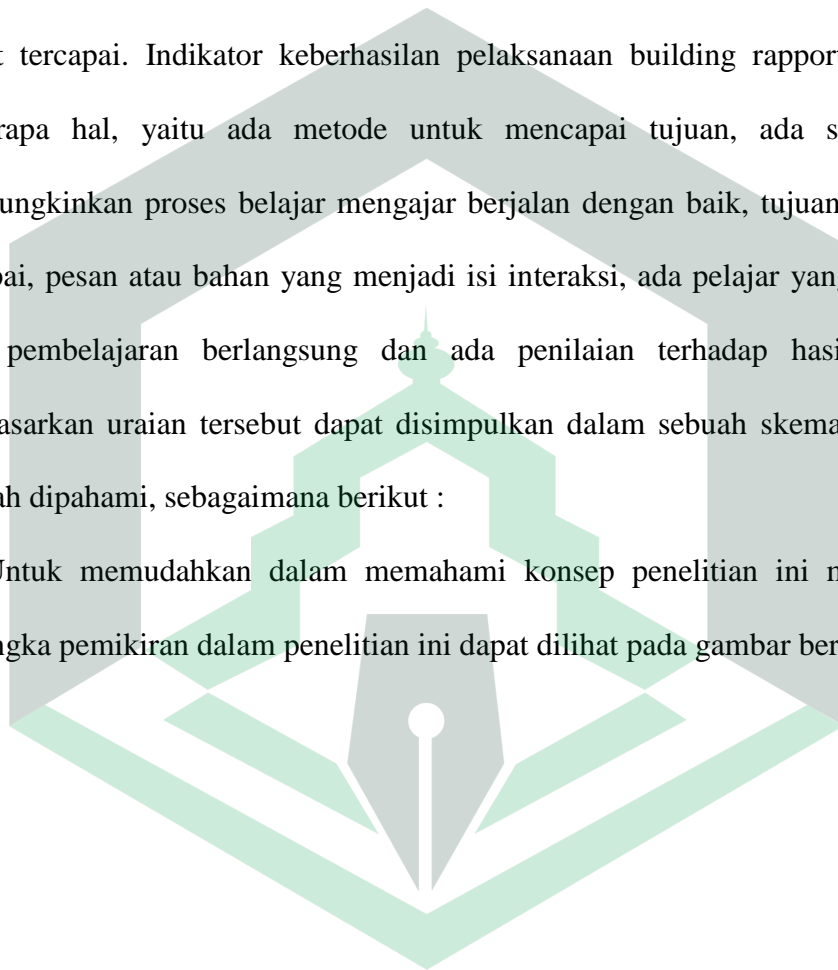 t tercapai. Indikator keberhasilan pelaksanaan building rapport
rapa hal, yaitu ada metode untuk mencapai tujuan, ada s
ungkinkan proses belajar mengajar berjalan dengan baik, tujuan
ai, pesan atau bahan yang menjadi isi interaksi, ada pelajar yang
pembelajaran berlangsung dan ada penilaian terhadap hasi
asarkan uraian tersebut dapat disimpulkan dalam sebuah skema
ah dipahami, sebagaimana berikut :
Untuk memudahkan dalam memahami konsep penelitian ini m
ngka pemikiran dalam penelitian ini dapat dilihat pada gambar ber